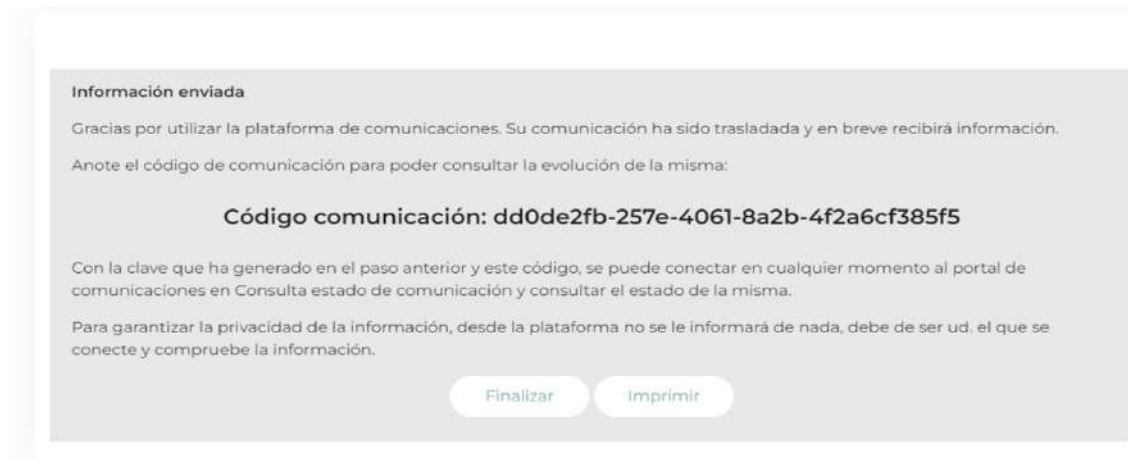 Información enviada
Gracias por utilizar la plataforma de comunicaciones. Su comunicación ha sido trasladada y en breve recibirá información.
Anote el código de comunicación para poder consultar la evolución de la misma:
Código comunicación: dd0de2fb-257e-4061-8a2b-4f2a6cf385f5
Con la clave que ha generado en el paso anterior y este código, se puede conectar en cualquier momento al portal de
comunicaciones en Consulta estado de comunicación y consultar el estado de la misma.
Para garantizar la privacidad de la información, desde la plataforma no se le informará de nada, debe de ser ud. el que se
conecte y compruebe la información.
Finalizar Imprimir